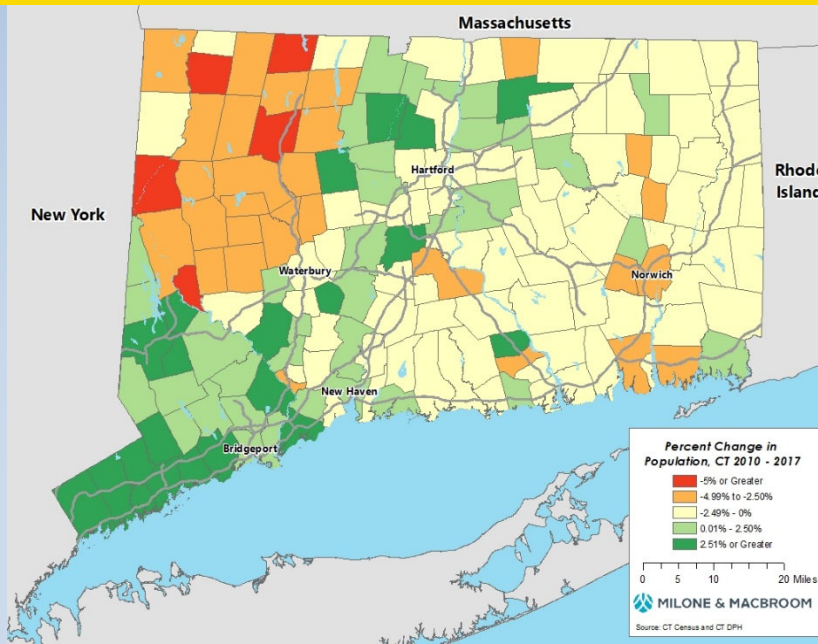 Massachusetts
Hartford
Rhode
Island
New York
Waterbury
Norwich
New Haven
Bridgeport
Percent Change in
Population, CT 2010 - 2017
-5% or Greater
-4.99% to -2.50%
-2.49% - 0%
0.01% - 2.50%
2.51% or Greater
0 5 10 20 Miles
MILONE & MACBROOM
Source: CT Census and CT DPH